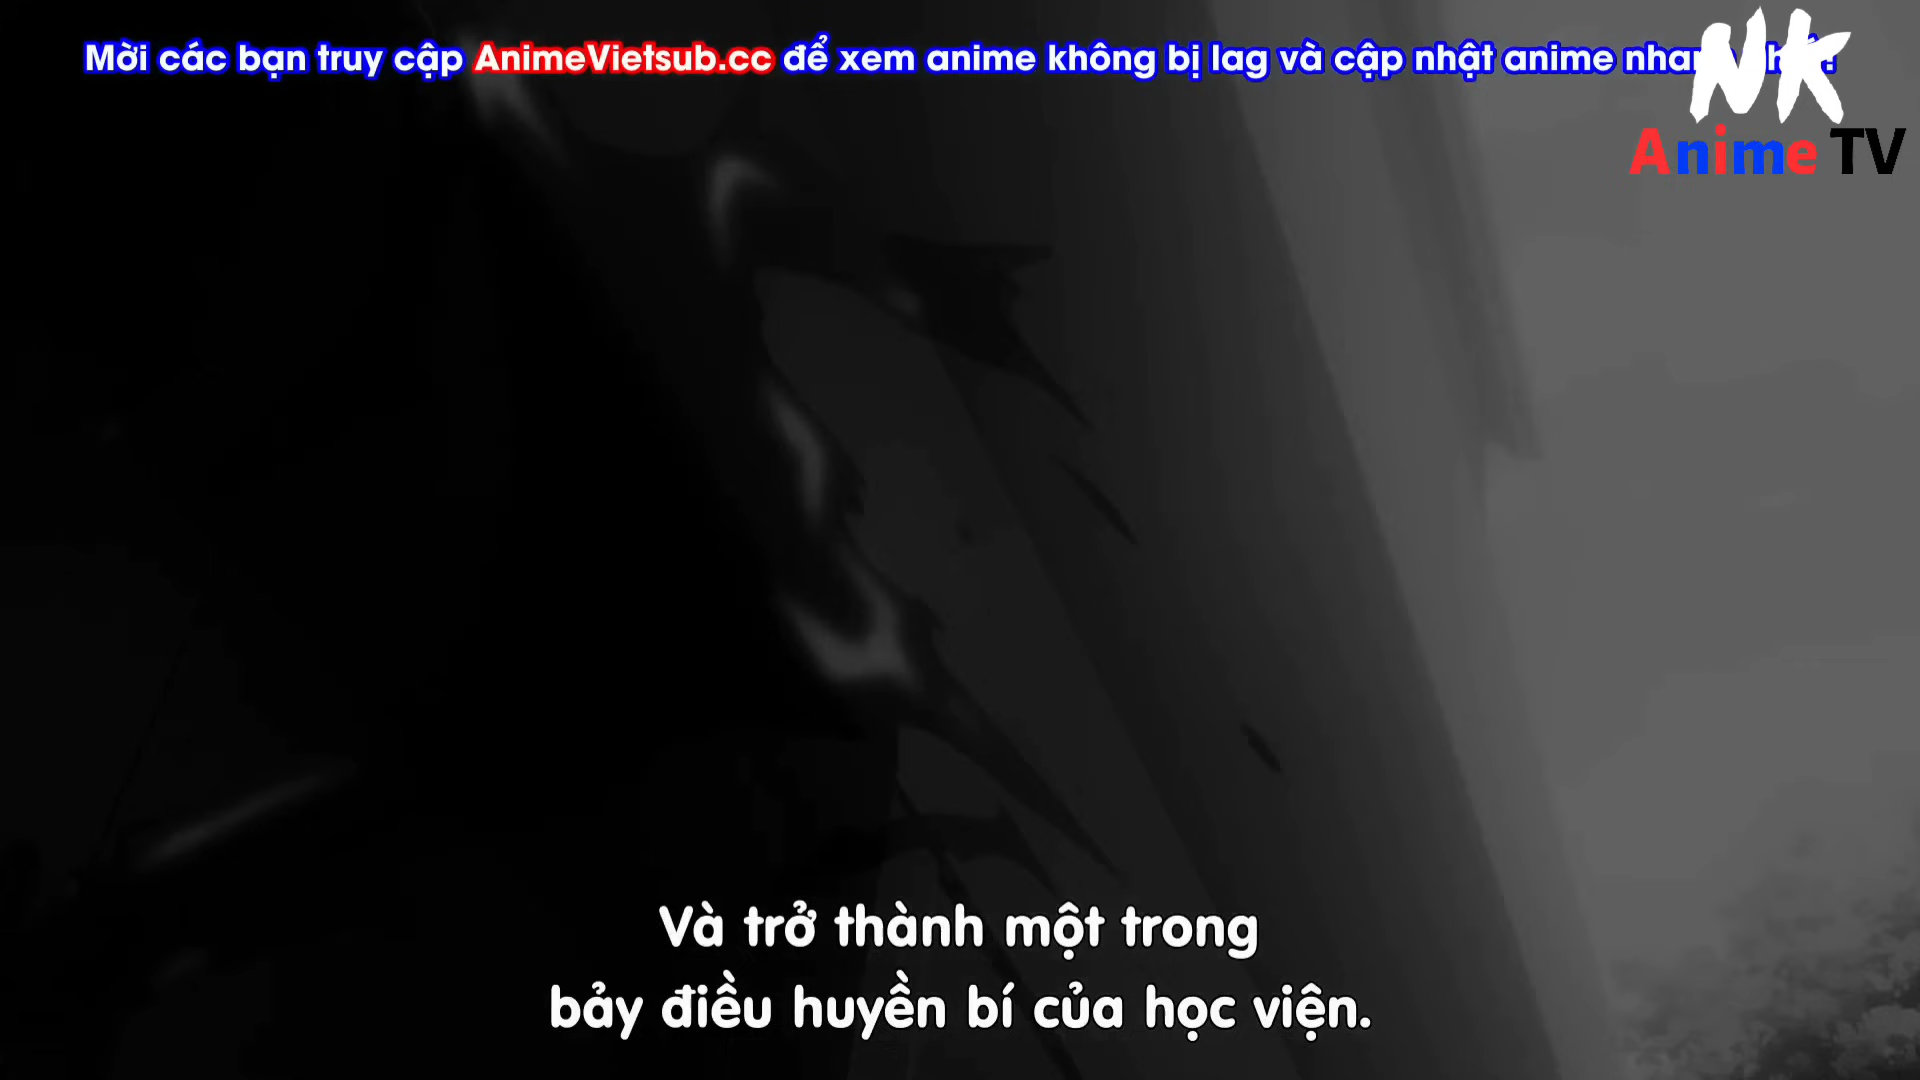 Mời các bạn truy cập AnimeVietsub.cc để xem anime không bị lag và cập nhật anime
NK
Anime TV
Và trở thành một trong
bảy điều huyền bí của học viện.